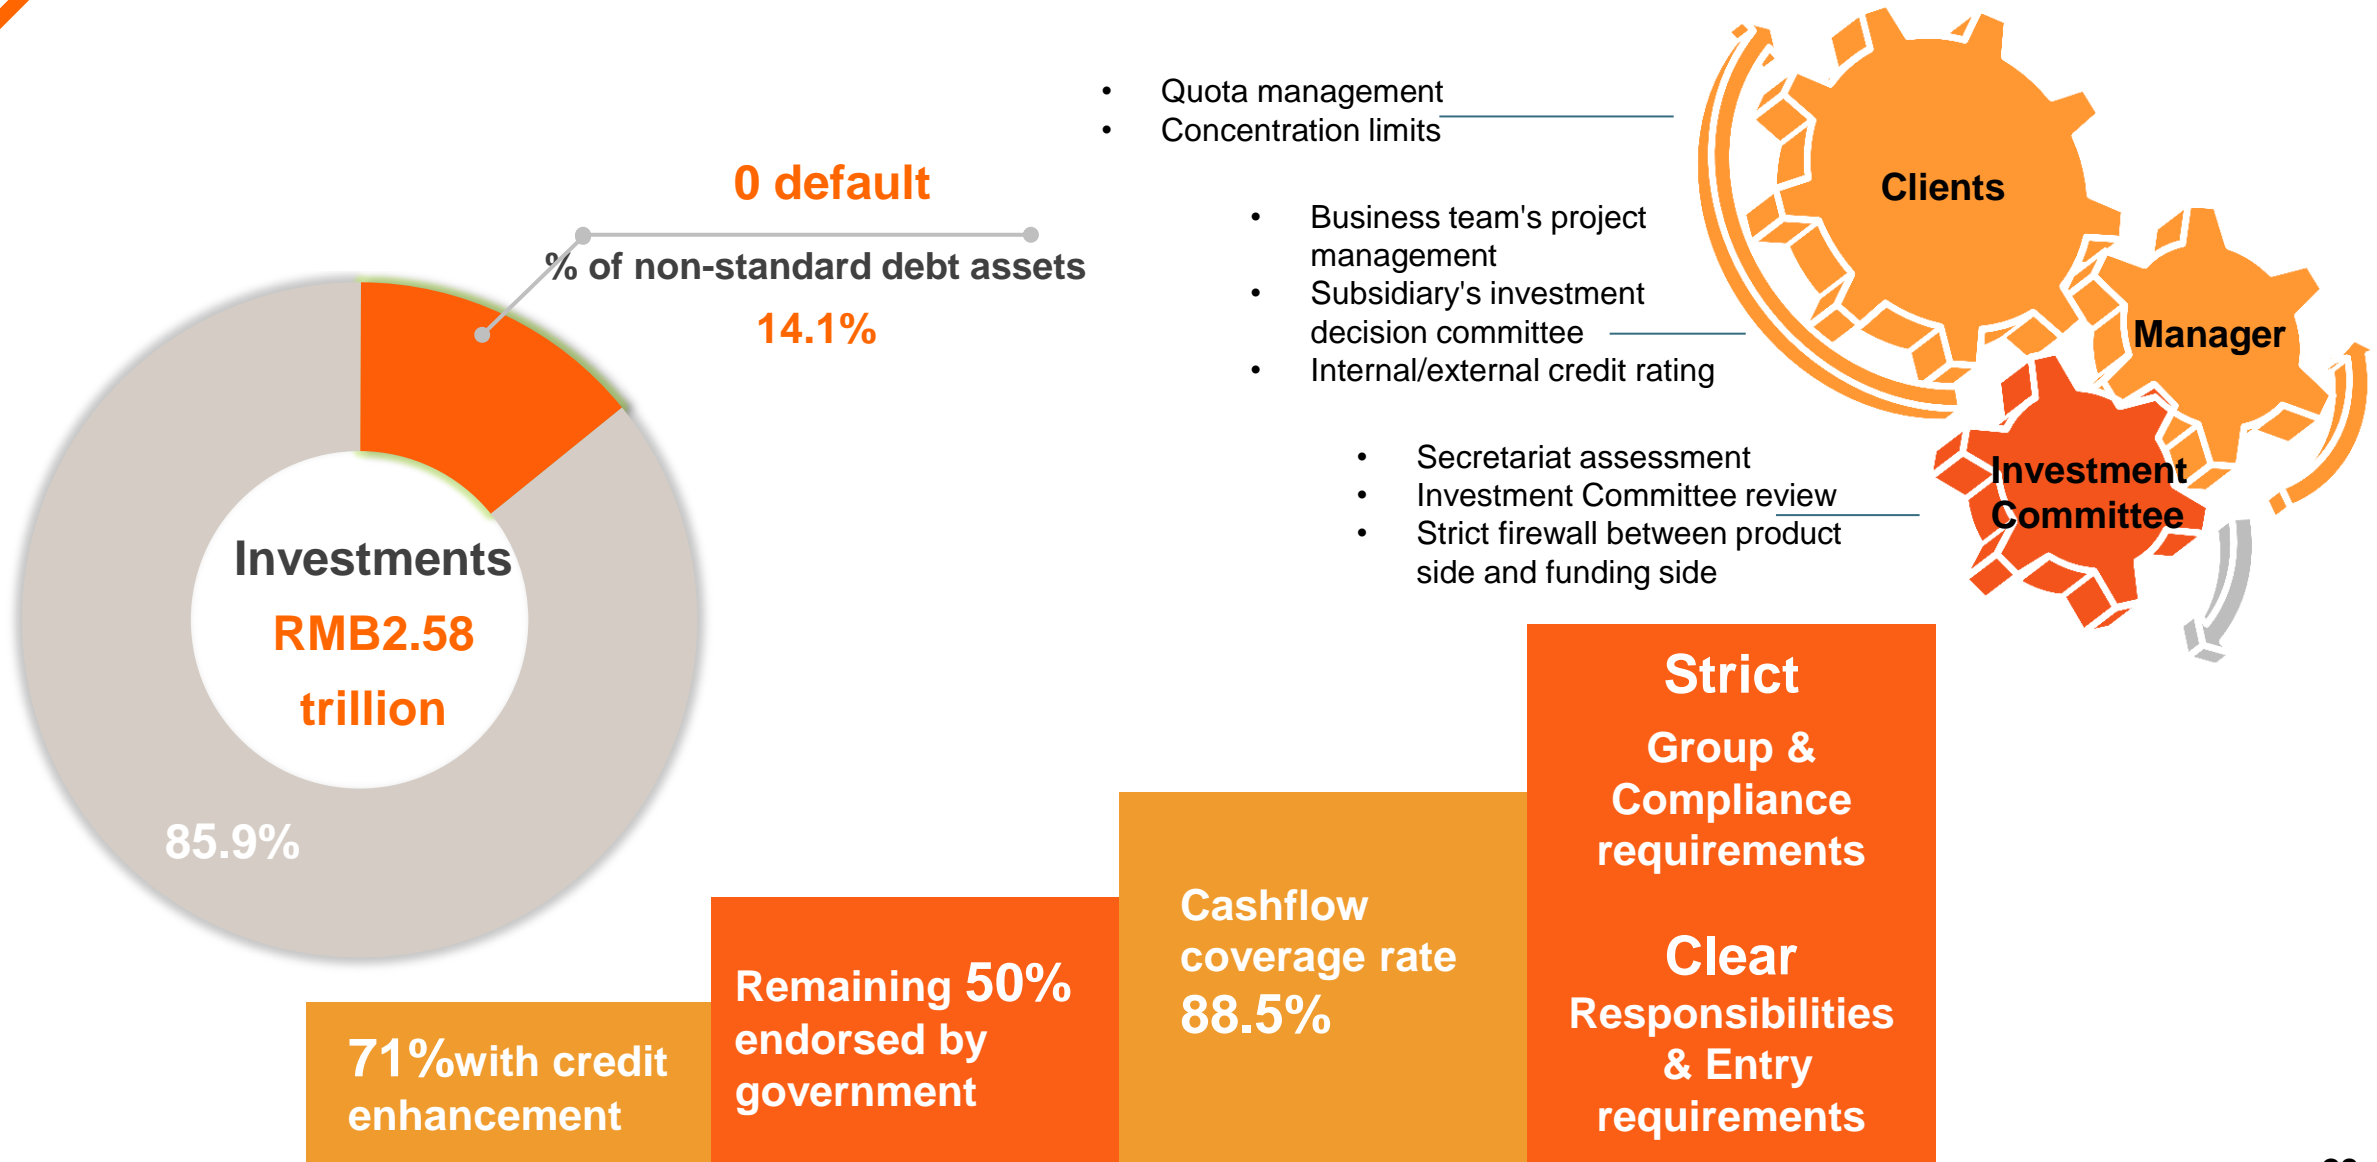 • Quota management
• Concentration limits
0 default
% of non-standard debt assets
14.1%
• Business team's project
management
• Subsidiary's investment
decision committee
• Internal/external credit rating
• Secretariat assessment
• Investment Committee review
• Strict firewall between product
side and funding side
Clients
Manager
Investment
Committee
Investments
RMB2.58
trillion
85.9%
71%with credit
enhancement
Remaining 50%
endorsed by
government
Cashflow
coverage rate
88.5%
Strict
Group &
Compliance
requirements
Clear
Responsibilities
& Entry
requirements